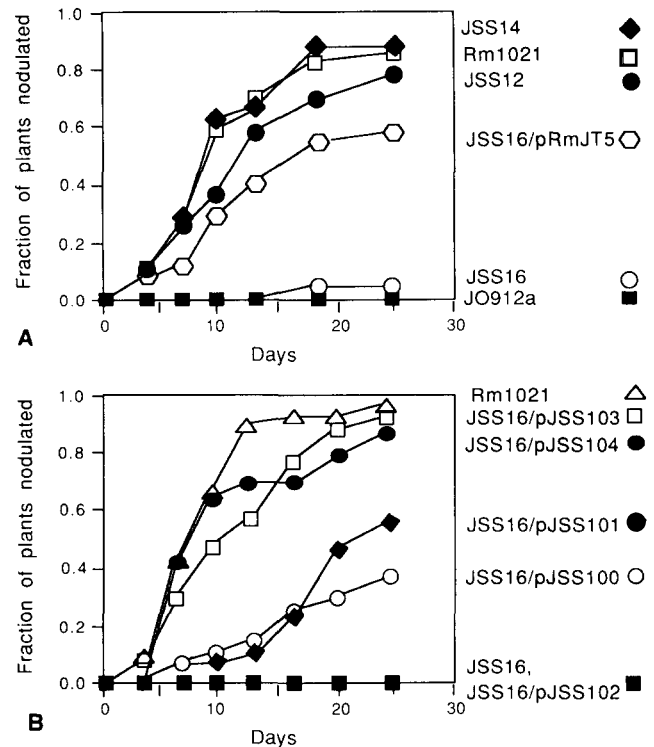 JSS14
Rm1021
JSS12
JSS16/pRmJT5
JSS16
JO912a
Fraction of plants nodulated
1.0
0.8
0.6
0.4
0.2
0.0
0 10 20 30
A
Days
Rm1021
JSS16/pJSS103
JSS16/pJSS104
JSS16/pJSS101
JSS16/pJSS100
JSS16,
JSS16/pJSS102
Fraction of plants nodulated
1.0
0.8
0.6
0.4
0.2
0.0
0 10 20 30
B
Days